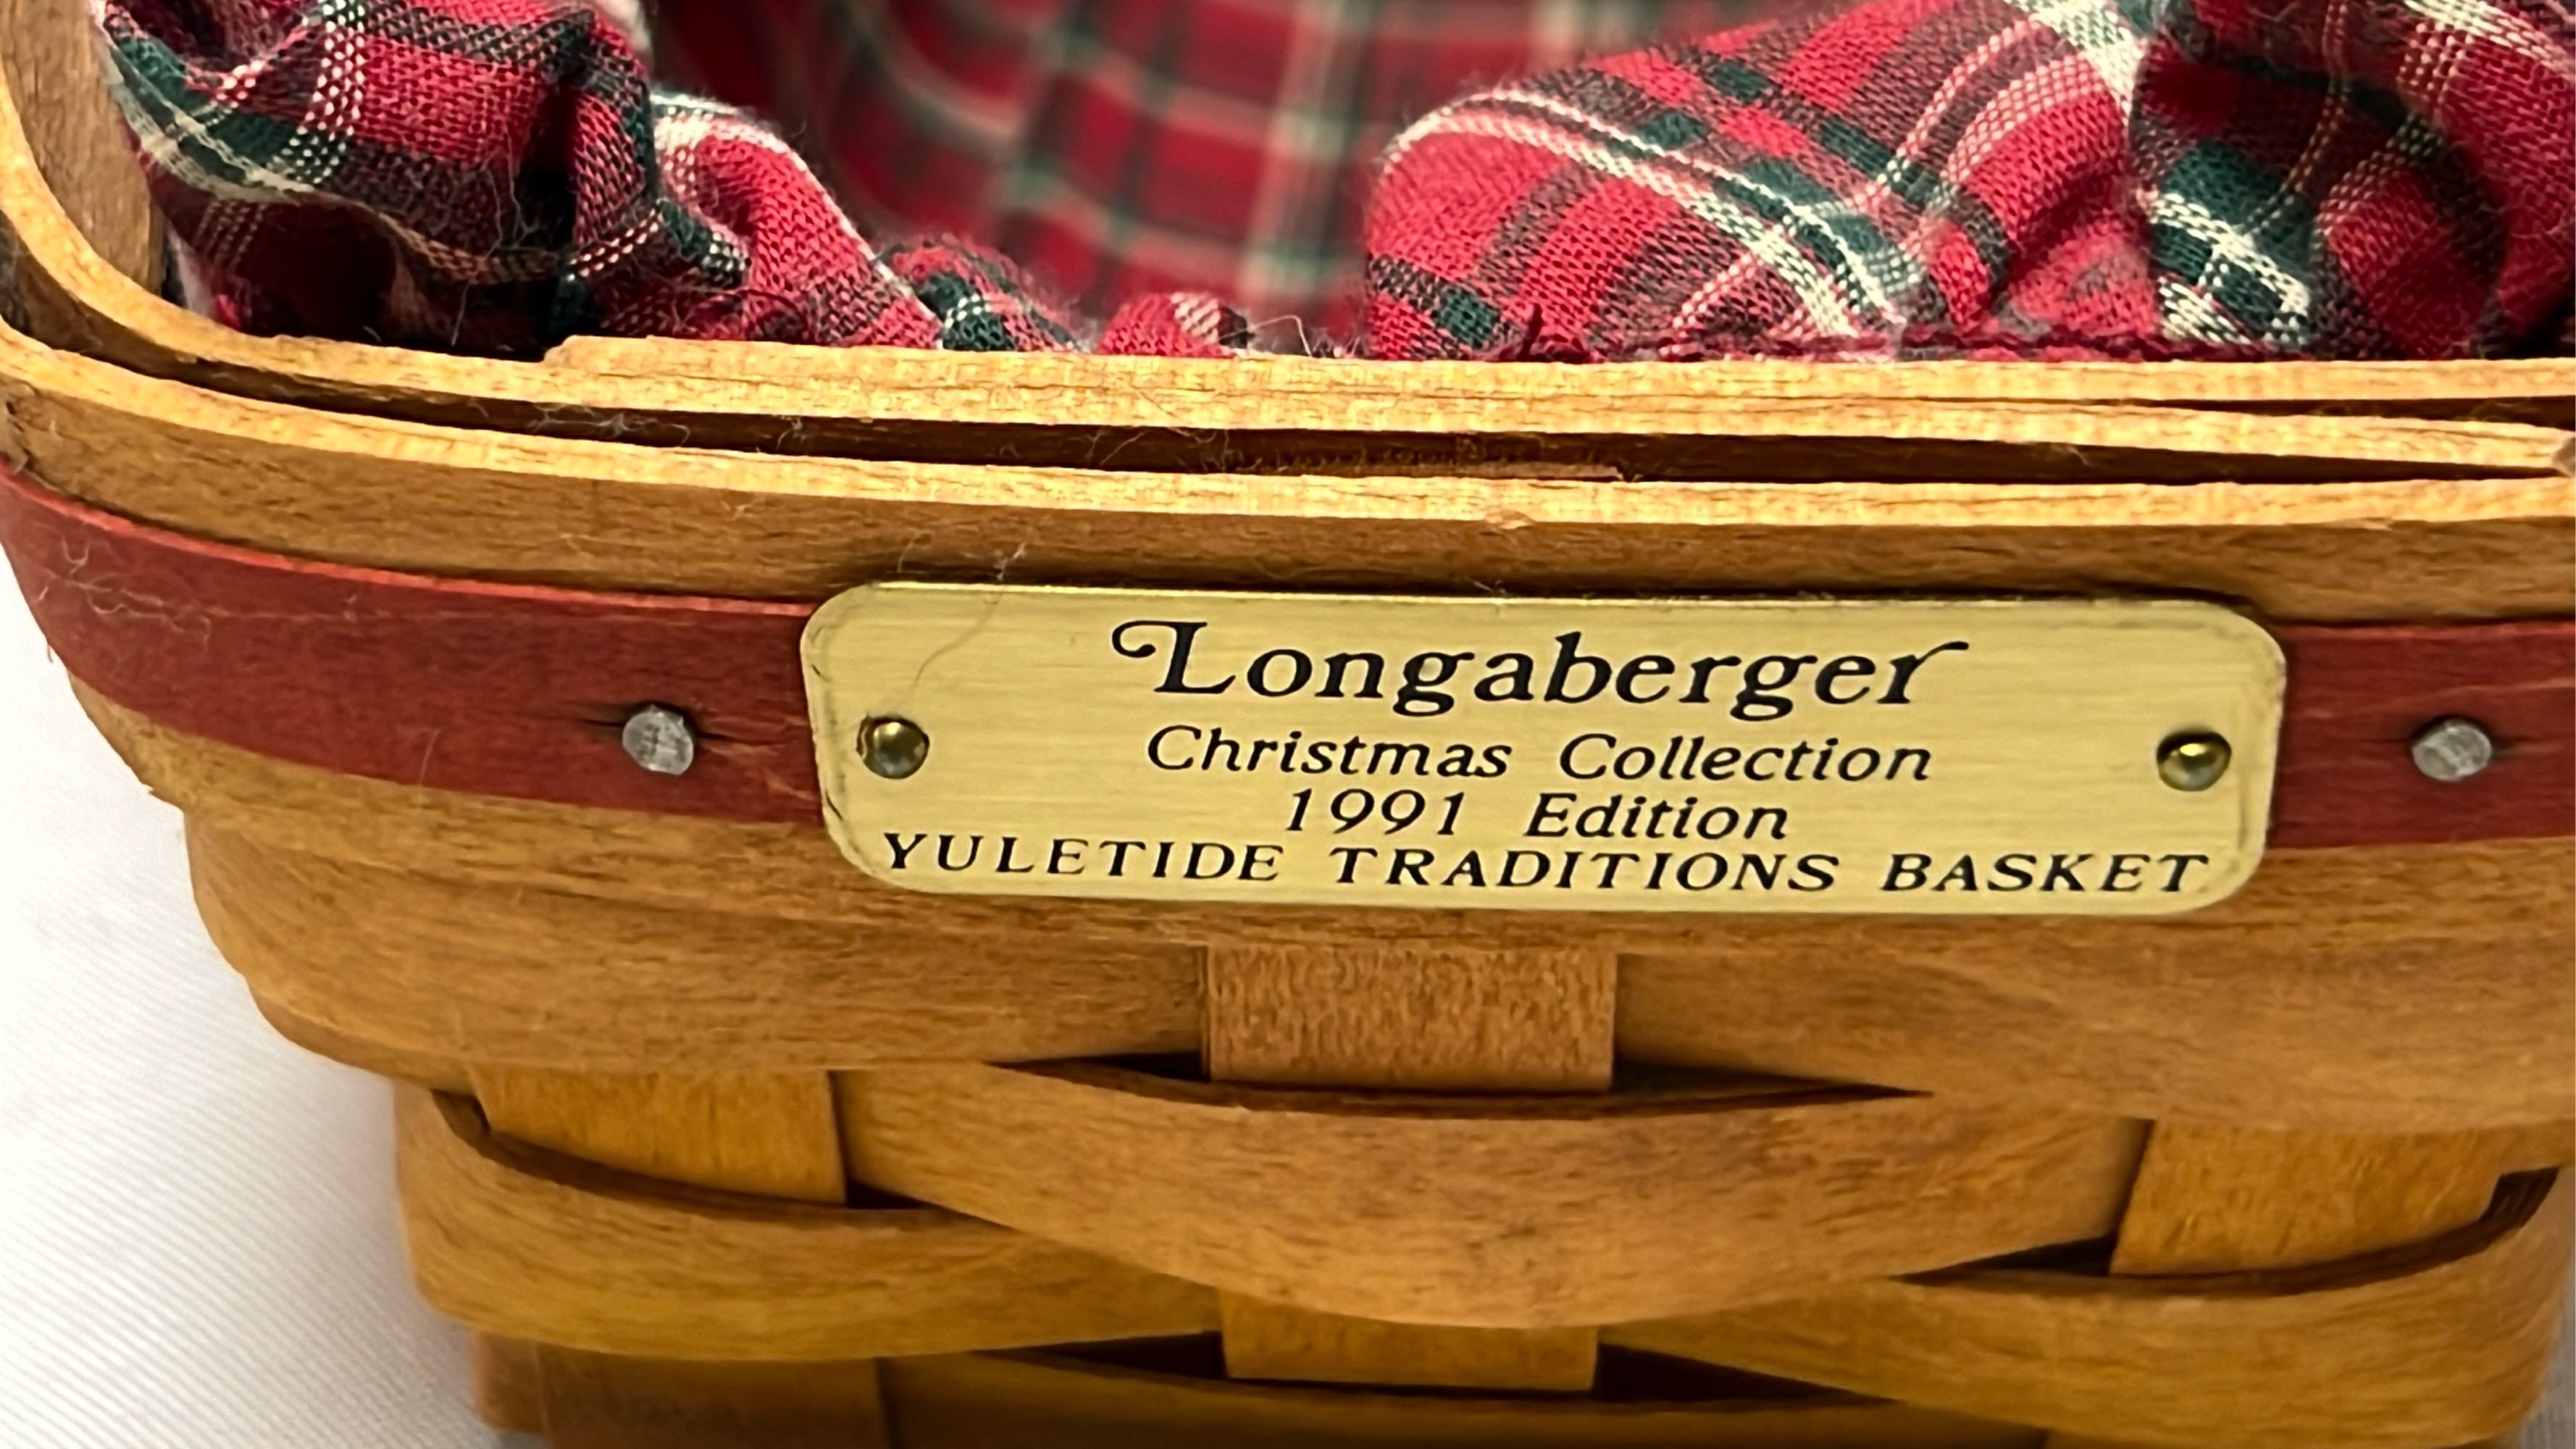 Longaberger
Christmas Collection
1991 Edition
YULETIDE TRADITIONS BASKET